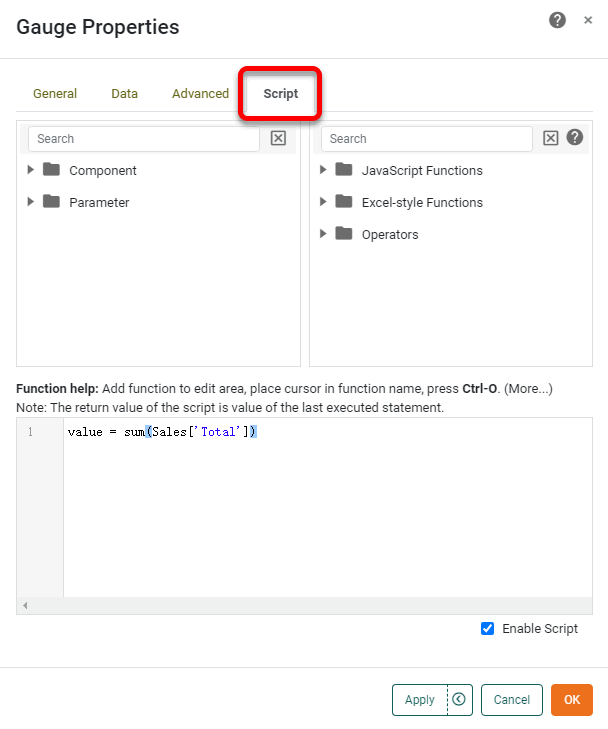 Gauge Properties
General Data Advanced Script
Search
Component
Parameter
Search
JavaScript Functions
Excel-style Functions
Operators
Function help: Add function to edit area, place cursor in function name, press Ctrl-O. (More...)
Note: The return value of the script is value of the last executed statement.
1 value = sum(Sales['Total'])
Enable Script
Apply Cancel OK